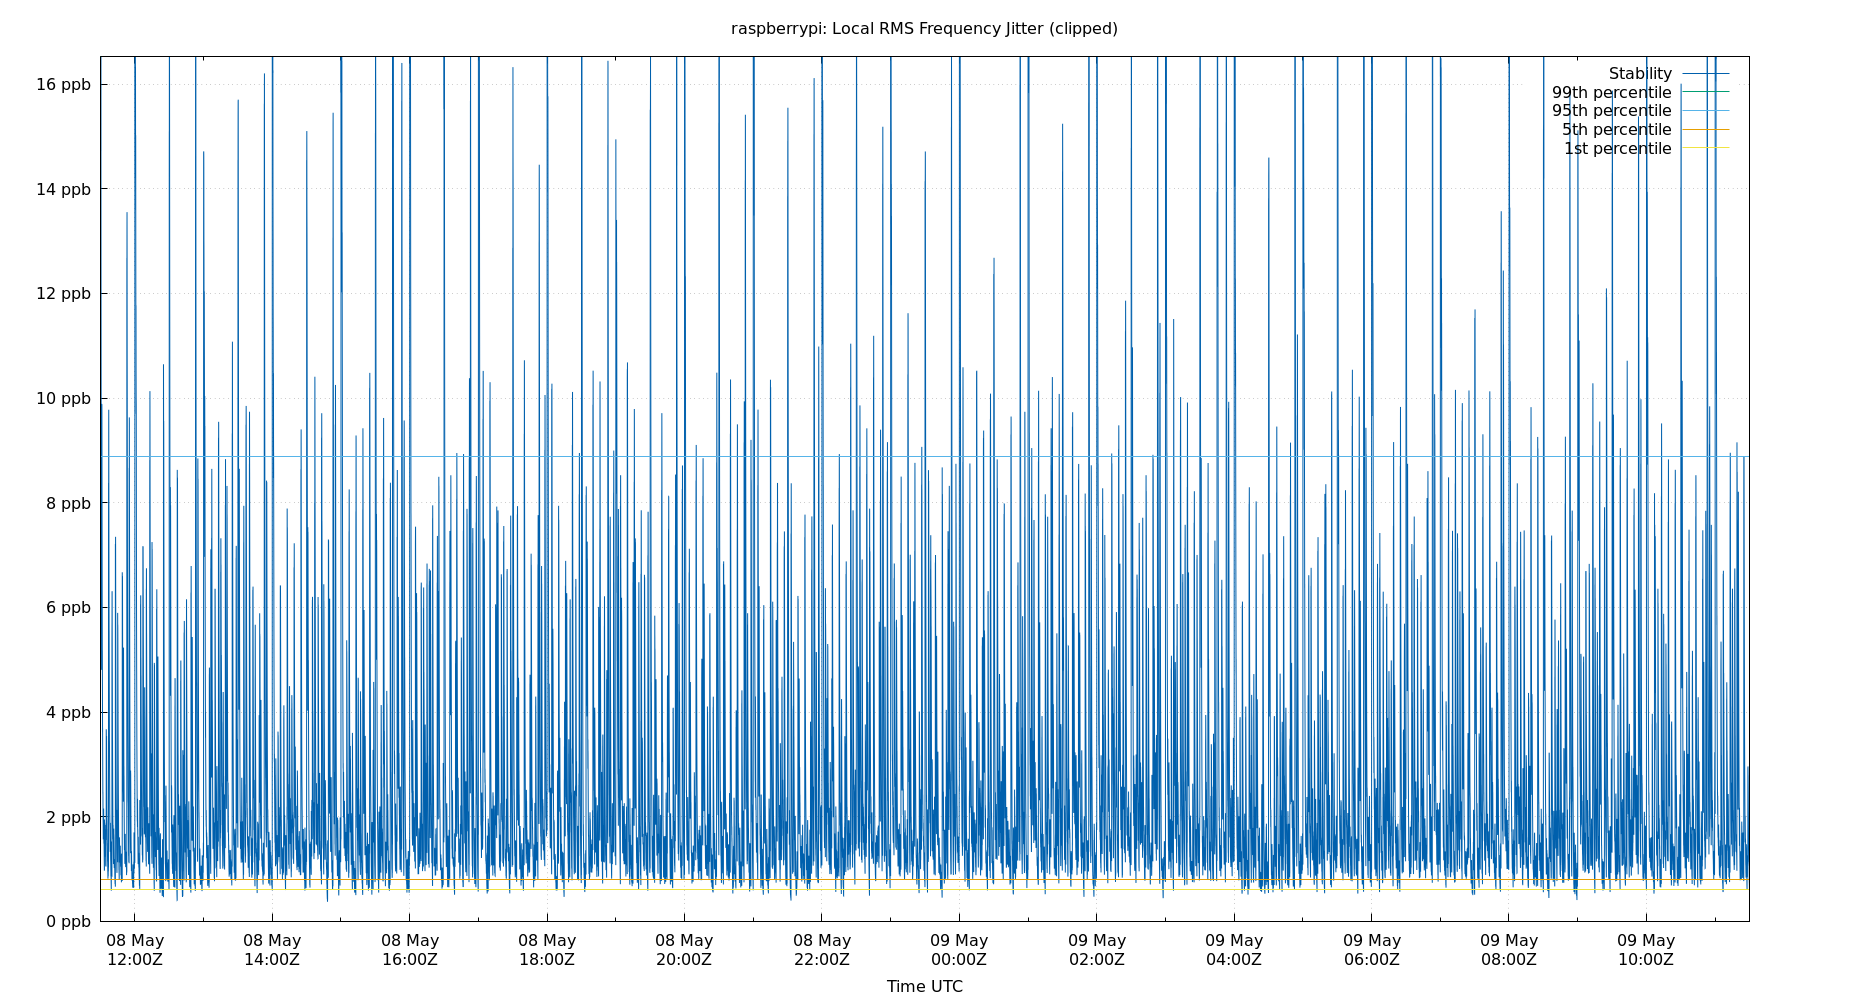 raspberrypi: Local RMS Frequency Jitter (clipped)
Stability
99th percentile
95th percentile
5th percentile
1st percentile
16 ppb
14 ppb
12 ppb
10 ppb
8 ppb
6 ppb
4 ppb
2 ppb
0 ppb
08 May 08 May 08 May 08 May 08 May 08 May 09 May 09 May 09 May 09 May 09 May 09 May
12:00Z 14:00Z 16:00Z 18:00Z 20:00Z 22:00Z 00:00Z 02:00Z 04:00Z 06:00Z 08:00Z 10:00Z
Time UTC